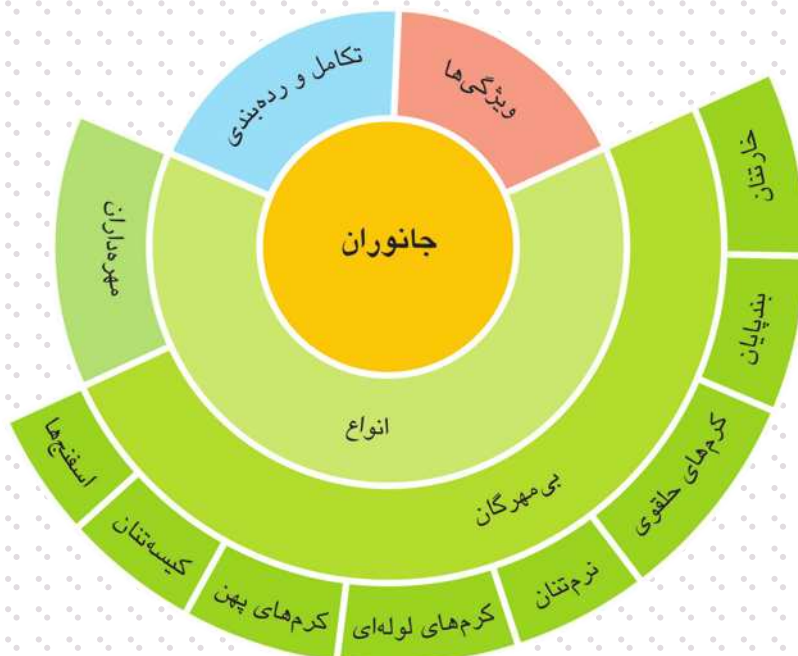 ویژگی‌ها
تکامل و رده‌بندی
جانوران
انواع
مهره‌داران
بی‌مهرگان
خارتنان
بندپایان
کرم‌های حلقوی
نرم‌تنان
کرم‌های لوله‌ای
کرم‌های پهن
کیسه‌تنان
اسفنج‌ها